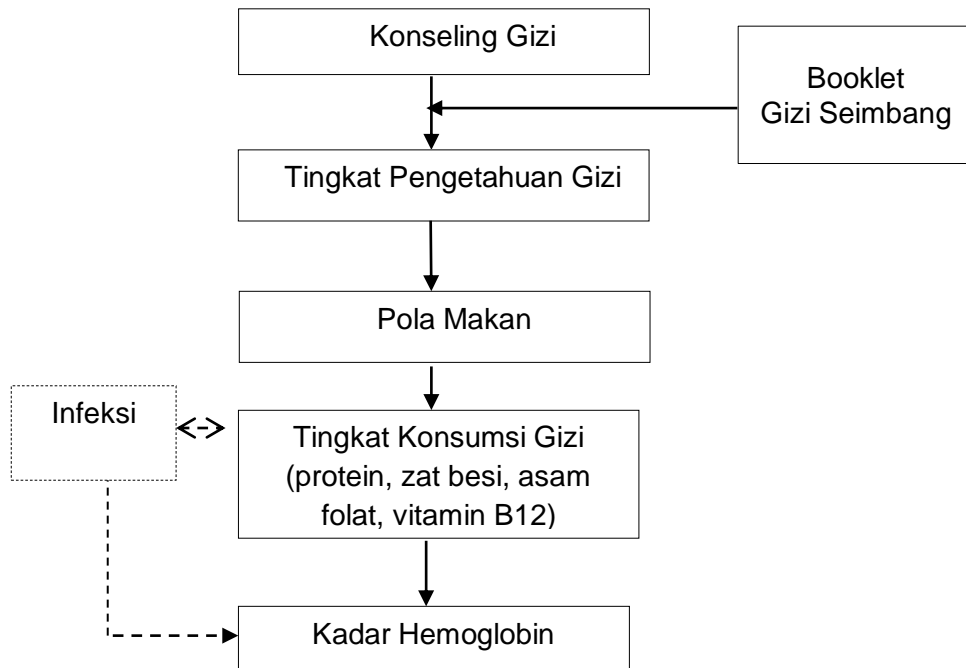 Konseling Gizi
Booklet
Gizi Seimbang
Tingkat Pengetahuan Gizi
Pola Makan
Infeksi
Tingkat Konsumsi Gizi
(protein, zat besi, asam
folat, vitamin B12)
Kadar Hemoglobin